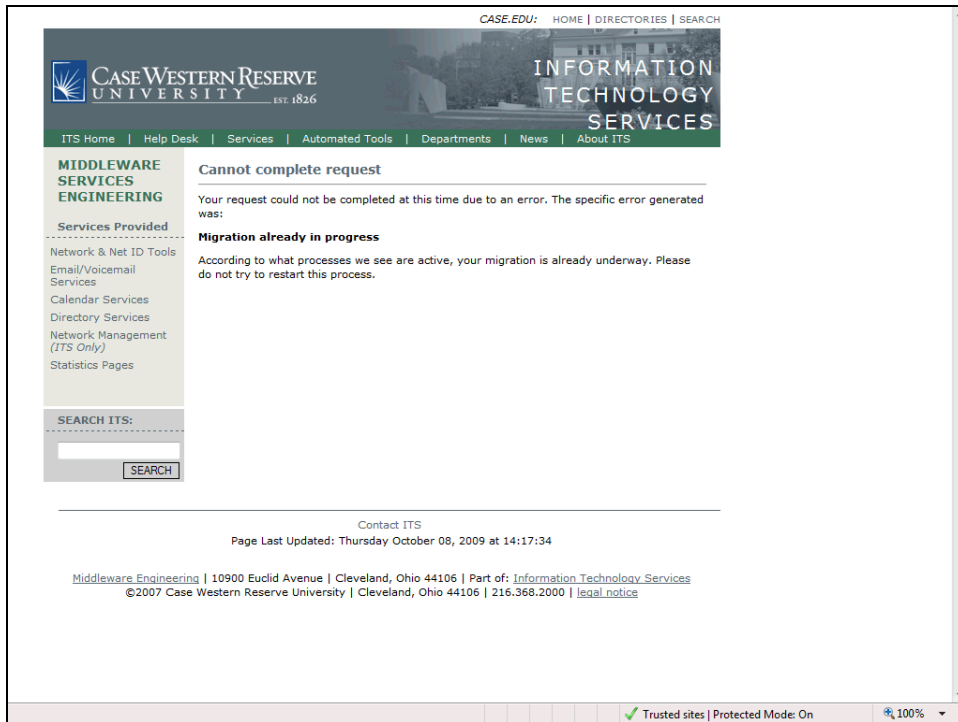 CASE.EDU: HOME | DIRECTORIES | SEARCH
CASE WESTERN RESERVE
UNIVERSITY EST. 1826
INFORMATION
TECHNOLOGY
SERVICES
ITS Home | Help Desk | Services | Automated Tools | Departments | News | About ITS
MIDDLEWARE
SERVICES
ENGINEERING
Services Provided
Network & Net ID Tools
Email/Voicemail
Services
Calendar Services
Directory Services
Network Management
(ITS Only)
Statistics Pages
SEARCH ITS:
SEARCH
Cannot complete request
Your request could not be completed at this time due to an error. The specific error generated
was:
Migration already in progress
According to what processes we see are active, your migration is already underway. Please
do not try to restart this process.
Contact ITS
Page Last Updated: Thursday October 08, 2009 at 14:17:34
Middleware Engineering | 10900 Euclid Avenue | Cleveland, Ohio 44106 | Part of: Information Technology Services
©2007 Case Western Reserve University | Cleveland, Ohio 44106 | 216.368.2000 | legal notice
Trusted sites | Protected Mode: On 100%